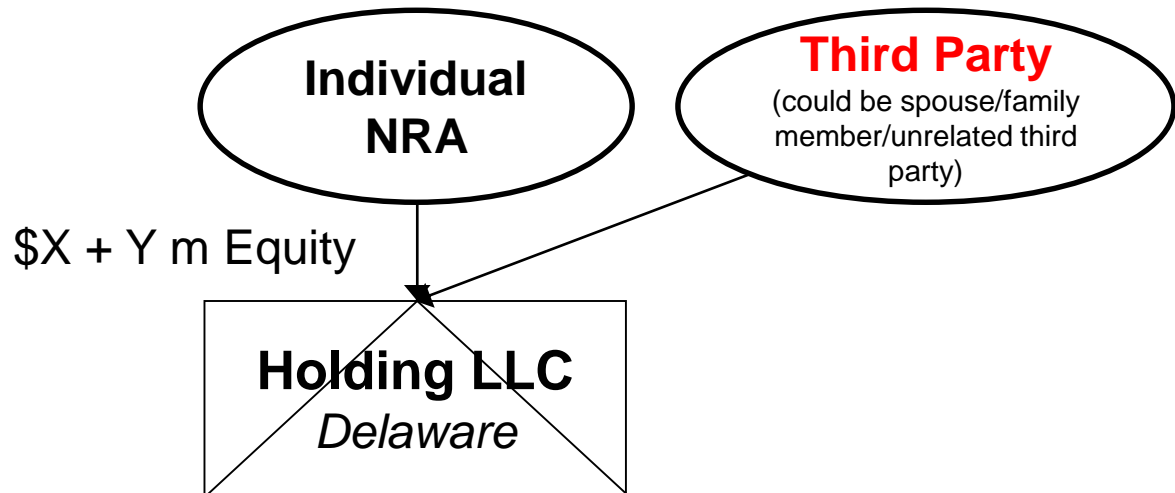 Individual
NRA
Third Party
(could be spouse/family
member/unrelated third
party)
$X + Y m Equity
Holding LLC
Delaware